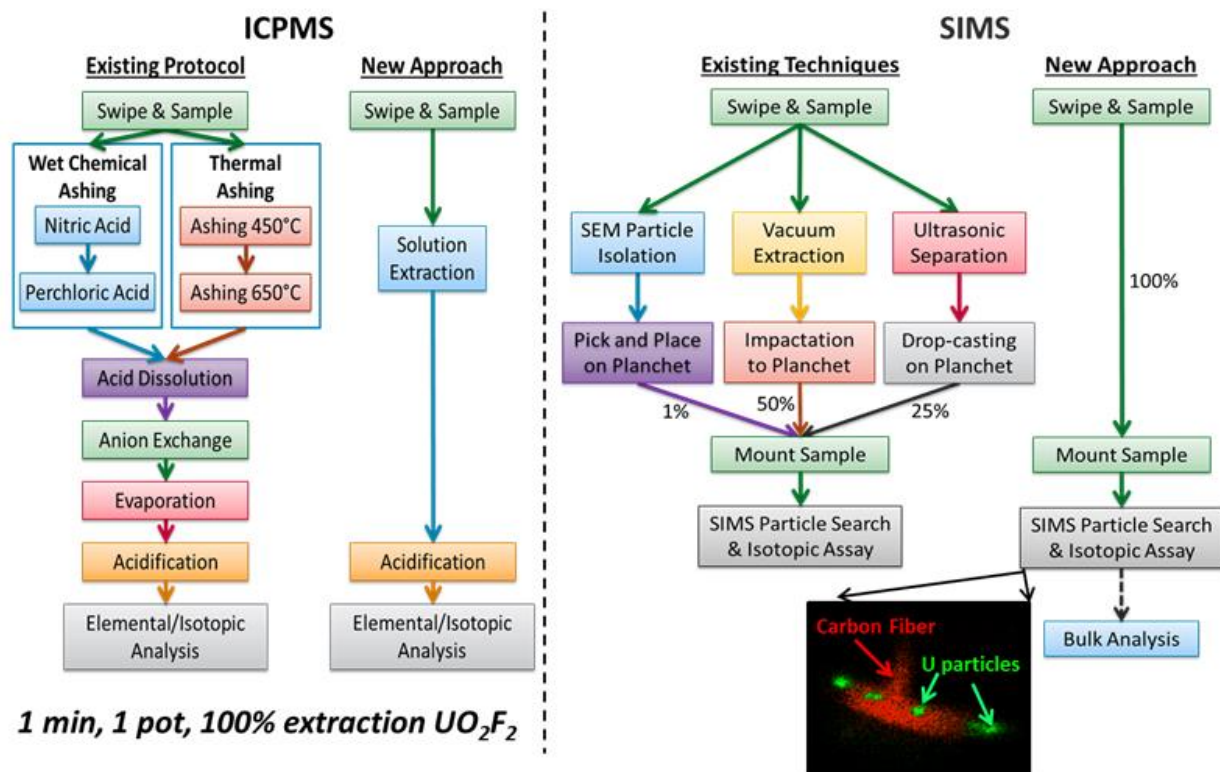 ICPMS
Existing Protocol
New Approach
Swipe & Sample
Swipe & Sample
Wet Chemical
Ashing
Thermal
Ashing
Nitric Acid
Ashing 450°C
Perchloric Acid
Ashing 650°C
Solution
Extraction
Acid Dissolution
Anion Exchange
Evaporation
Acidification
Acidification
Elemental/Isotopic
Analysis
Elemental/Isotopic
Analysis
1 min, 1 pot, 100% extraction UO₂F₂
SIMS
Existing Techniques
New Approach
Swipe & Sample
Swipe & Sample
SEM Particle
Isolation
Vacuum
Extraction
Ultrasonic
Separation
100%
Pick and Place
on Planchet
Impactation
to Planchet
Drop-casting
on Planchet
1%
50%
25%
Mount Sample
Mount Sample
SIMS Particle Search
& Isotopic Assay
SIMS Particle Search
& Isotopic Assay
Carbon Fiber
U particles
Bulk Analysis